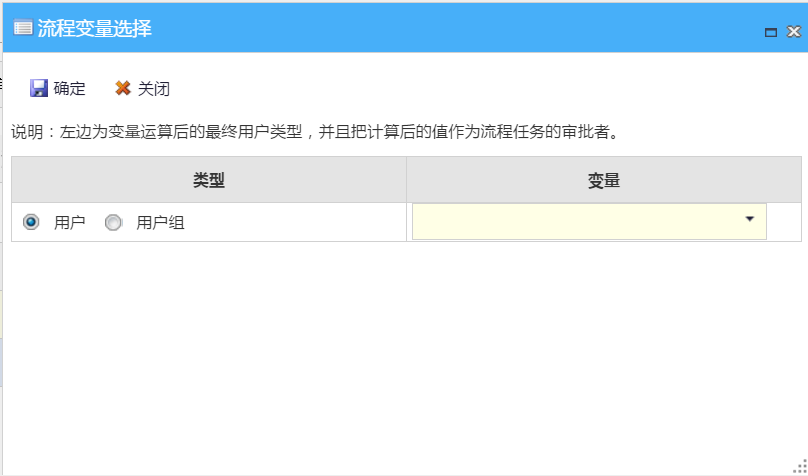 流程变量选择
确定 关闭
说明：左边为变量运算后的最终用户类型，并且把计算后的值作为流程任务的审批者。
类型 变量
用户 用户组